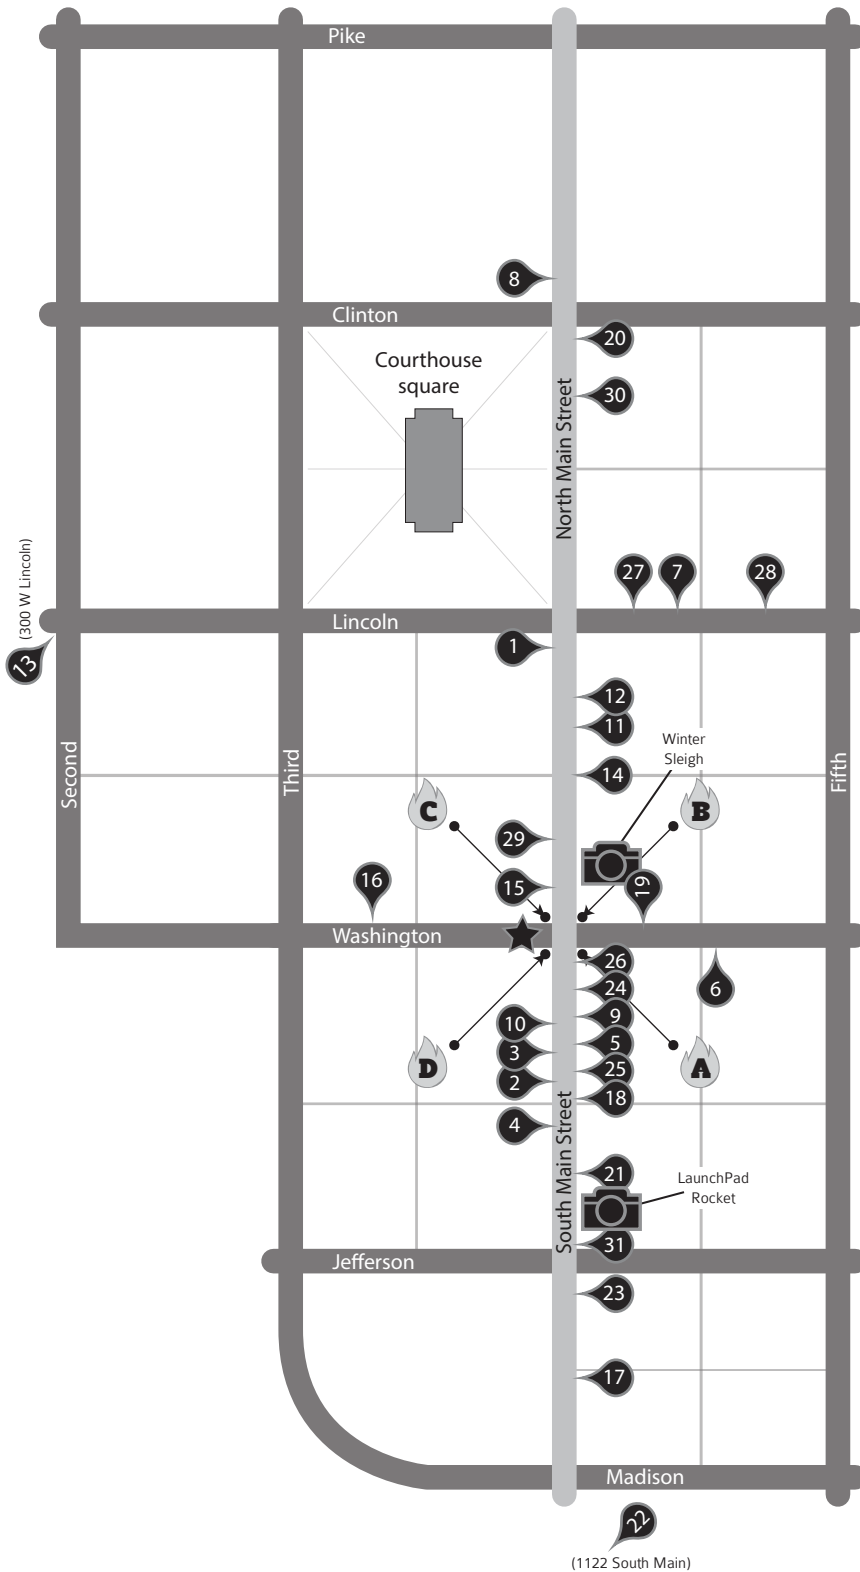 Pike
8
Clinton
20
Courthouse
square
30
North Main Street
(300 W Lincoln)
27
7
28
Lincoln
1
13
12
11
Winter
Sleigh
Second
Third
14
Fifth
C
B
29
16
15
19
Washington
26
24
6
10
9
3
5
D
A
25
2
18
4
South Main Street
21
LaunchPad
Rocket
31
Jefferson
23
17
Madison
22
(1122 South Main)